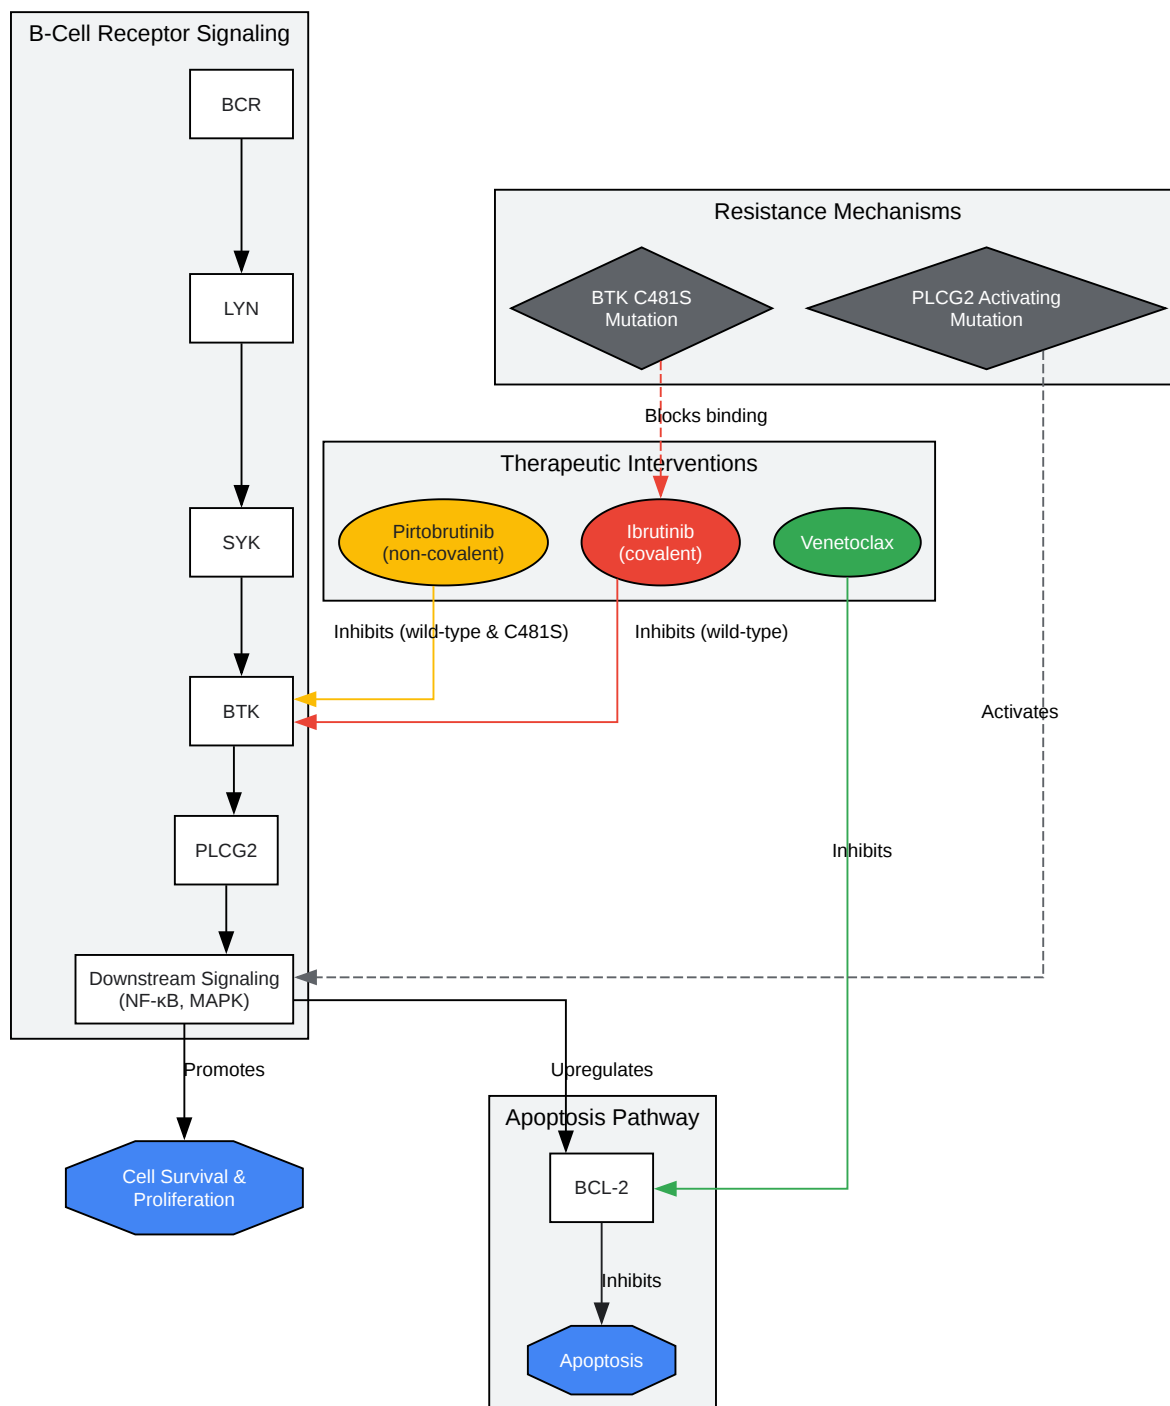 B-Cell Receptor Signaling
BCR
LYN
SYK
BTK
PLCG2
Downstream Signaling
(NF-κB, MAPK)
Promotes
Cell Survival &
Proliferation
Resistance Mechanisms
BTK C481S
Mutation
PLCG2 Activating
Mutation
Blocks binding
Activates
Therapeutic Interventions
Pirtobrutinib
(non-covalent)
Ibrutinib
(covalent)
Venetoclax
Inhibits (wild-type & C481S)
Inhibits (wild-type)
Inhibits
Upregulates
Apoptosis Pathway
BCL-2
Inhibits
Apoptosis